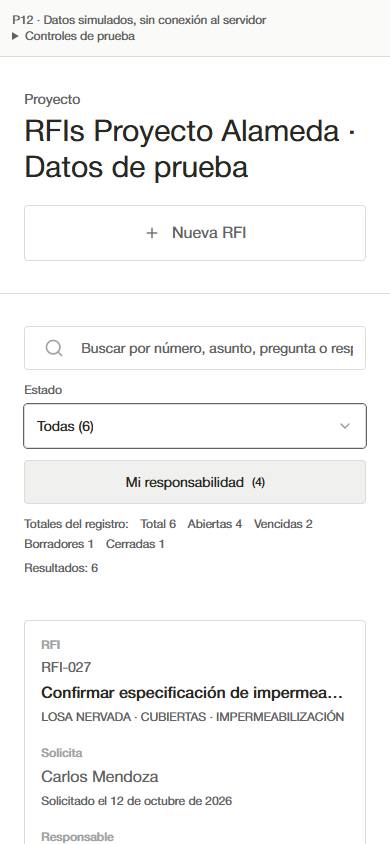 P12 · Datos simulados, sin conexión al servidor
Controles de prueba
Proyecto
RFIs Proyecto Alameda ·
Datos de prueba
+ Nueva RFI
Buscar por número, asunto, pregunta o resp
Estado
Todas (6)
Mi responsabilidad (4)
Totales del registro: Total 6 Abiertas 4 Vencidas 2
Borradores 1 Cerradas 1
Resultados: 6
RFI
RFI-027
Confirmar especificación de impermea...
LOSA NERVADA · CUBIERTAS · IMPERMEABILIZACIÓN
Solicita
Carlos Mendoza
Solicitado el 12 de octubre de 2026
Responsable